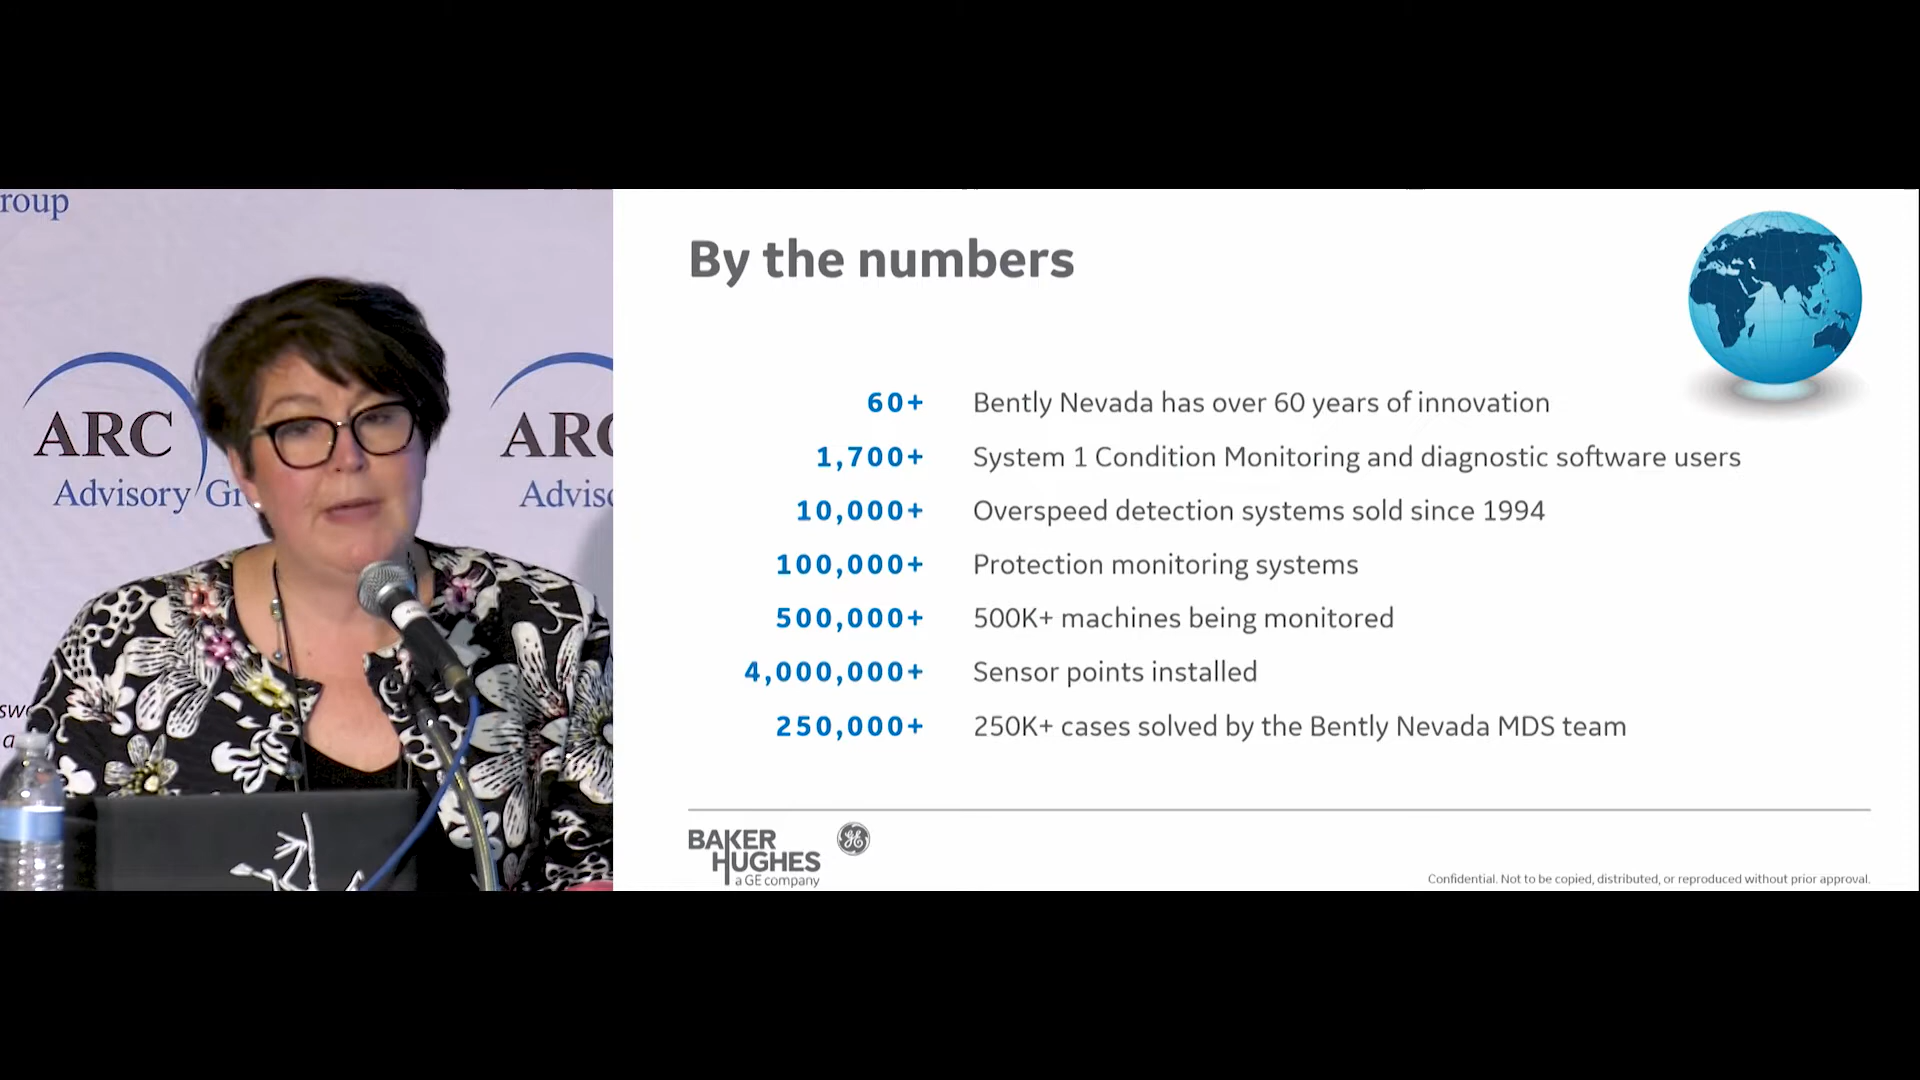 roup
ARC
Advisory Gr
ARC
Advis
By the numbers
60+ Bently Nevada has over 60 years of innovation
1,700+ System 1 Condition Monitoring and diagnostic software users
10,000+ Overspeed detection systems sold since 1994
100,000+ Protection monitoring systems
500,000+ 500K+ machines being monitored
4,000,000+ Sensor points installed
250,000+ 250K+ cases solved by the Bently Nevada MDS team
BAKER
HUGHES
a GE company
GE
Confidential. Not to be copied, distributed, or reproduced without prior approval.